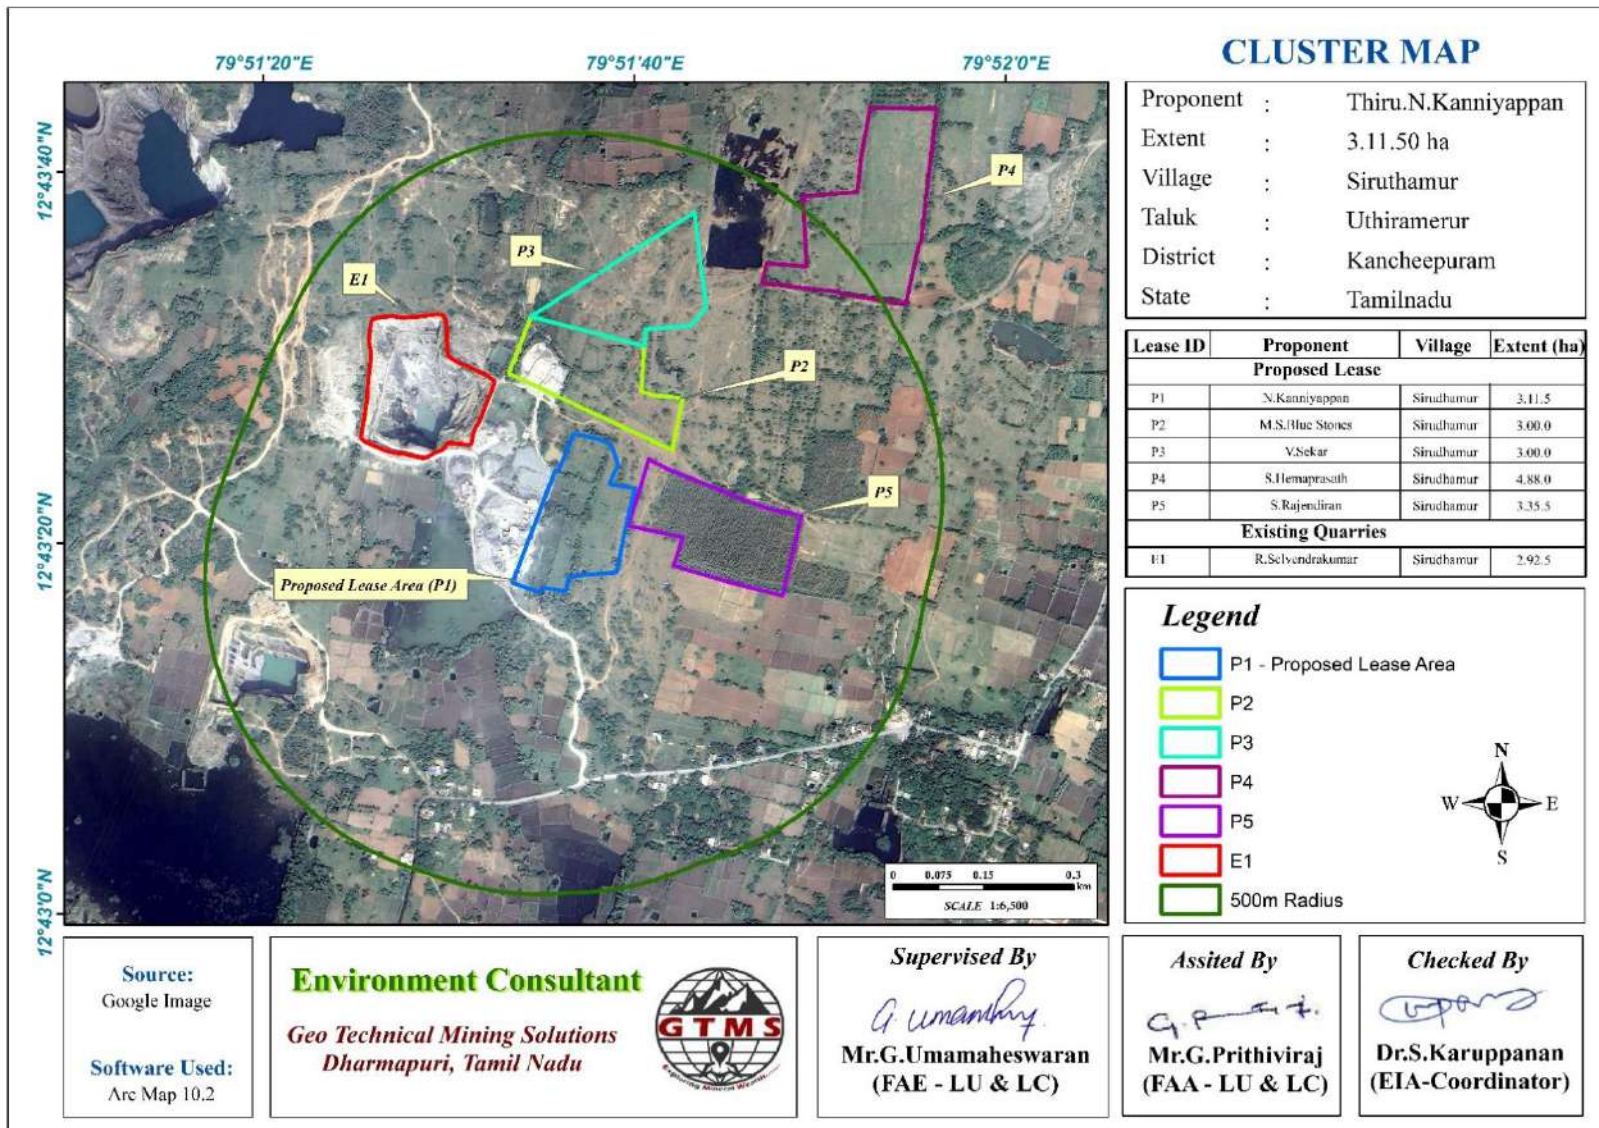 CLUSTER MAP
79°51'20"E
79°51'40"E
79°52'0"E
12°43'40"N
12°43'20"N
12°43'0"N
P4
P3
E1
P2
P5
Proposed Lease Area (P1)
0 0.075 0.15 0.3
km
SCALE 1:6,500
Proponent : Thiru.N.Kanniyappan
Extent : 3.11.50 ha
Village : Siruthamur
Taluk : Uthiramerur
District : Kancheepuram
State : Tamilnadu
Lease ID Proponent Village Extent (ha)
Proposed Lease
P1 N.Kanniyappan Sirudhamur 3.11.5
P2 M.S.Blue Stones Sirudhamur 3.00.0
P3 V.Sekar Sirudhamur 3.00.0
P4 S.Hemaprasath Sirudhamur 4.88.0
P5 S.Rajendiran Sirudhamur 3.35.5
Existing Quarries
E1 R.Selvendrakumar Sirudhamur 2.92.5
Legend
P1 - Proposed Lease Area
P2
P3
P4
P5
E1
500m Radius
N
W E
S
Source:
Google Image
Software Used:
Arc Map 10.2
Environment Consultant
Geo Technical Mining Solutions
Dharmapuri, Tamil Nadu
GTMS
Exploring Mineral Wealth
Supervised By
Mr.G.Umamaheswaran
(FAE - LU & LC)
Assited By
Mr.G.Prithiviraj
(FAA - LU & LC)
Checked By
Dr.S.Karuppanan
(EIA-Coordinator)